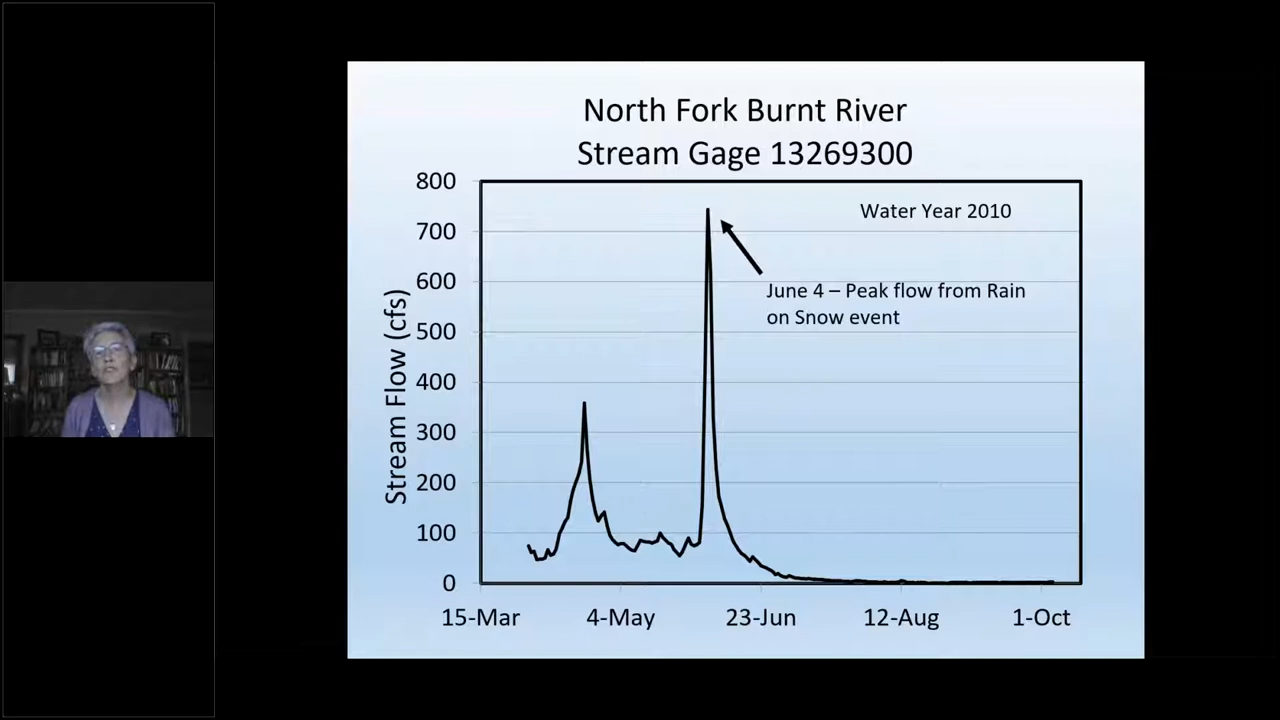 North Fork Burnt River
Stream Gage 13269300
800
700
600
500
400
300
200
100
0
Stream Flow (cfs)
Water Year 2010
June 4 – Peak flow from Rain
on Snow event
15-Mar
4-May
23-Jun
12-Aug
1-Oct